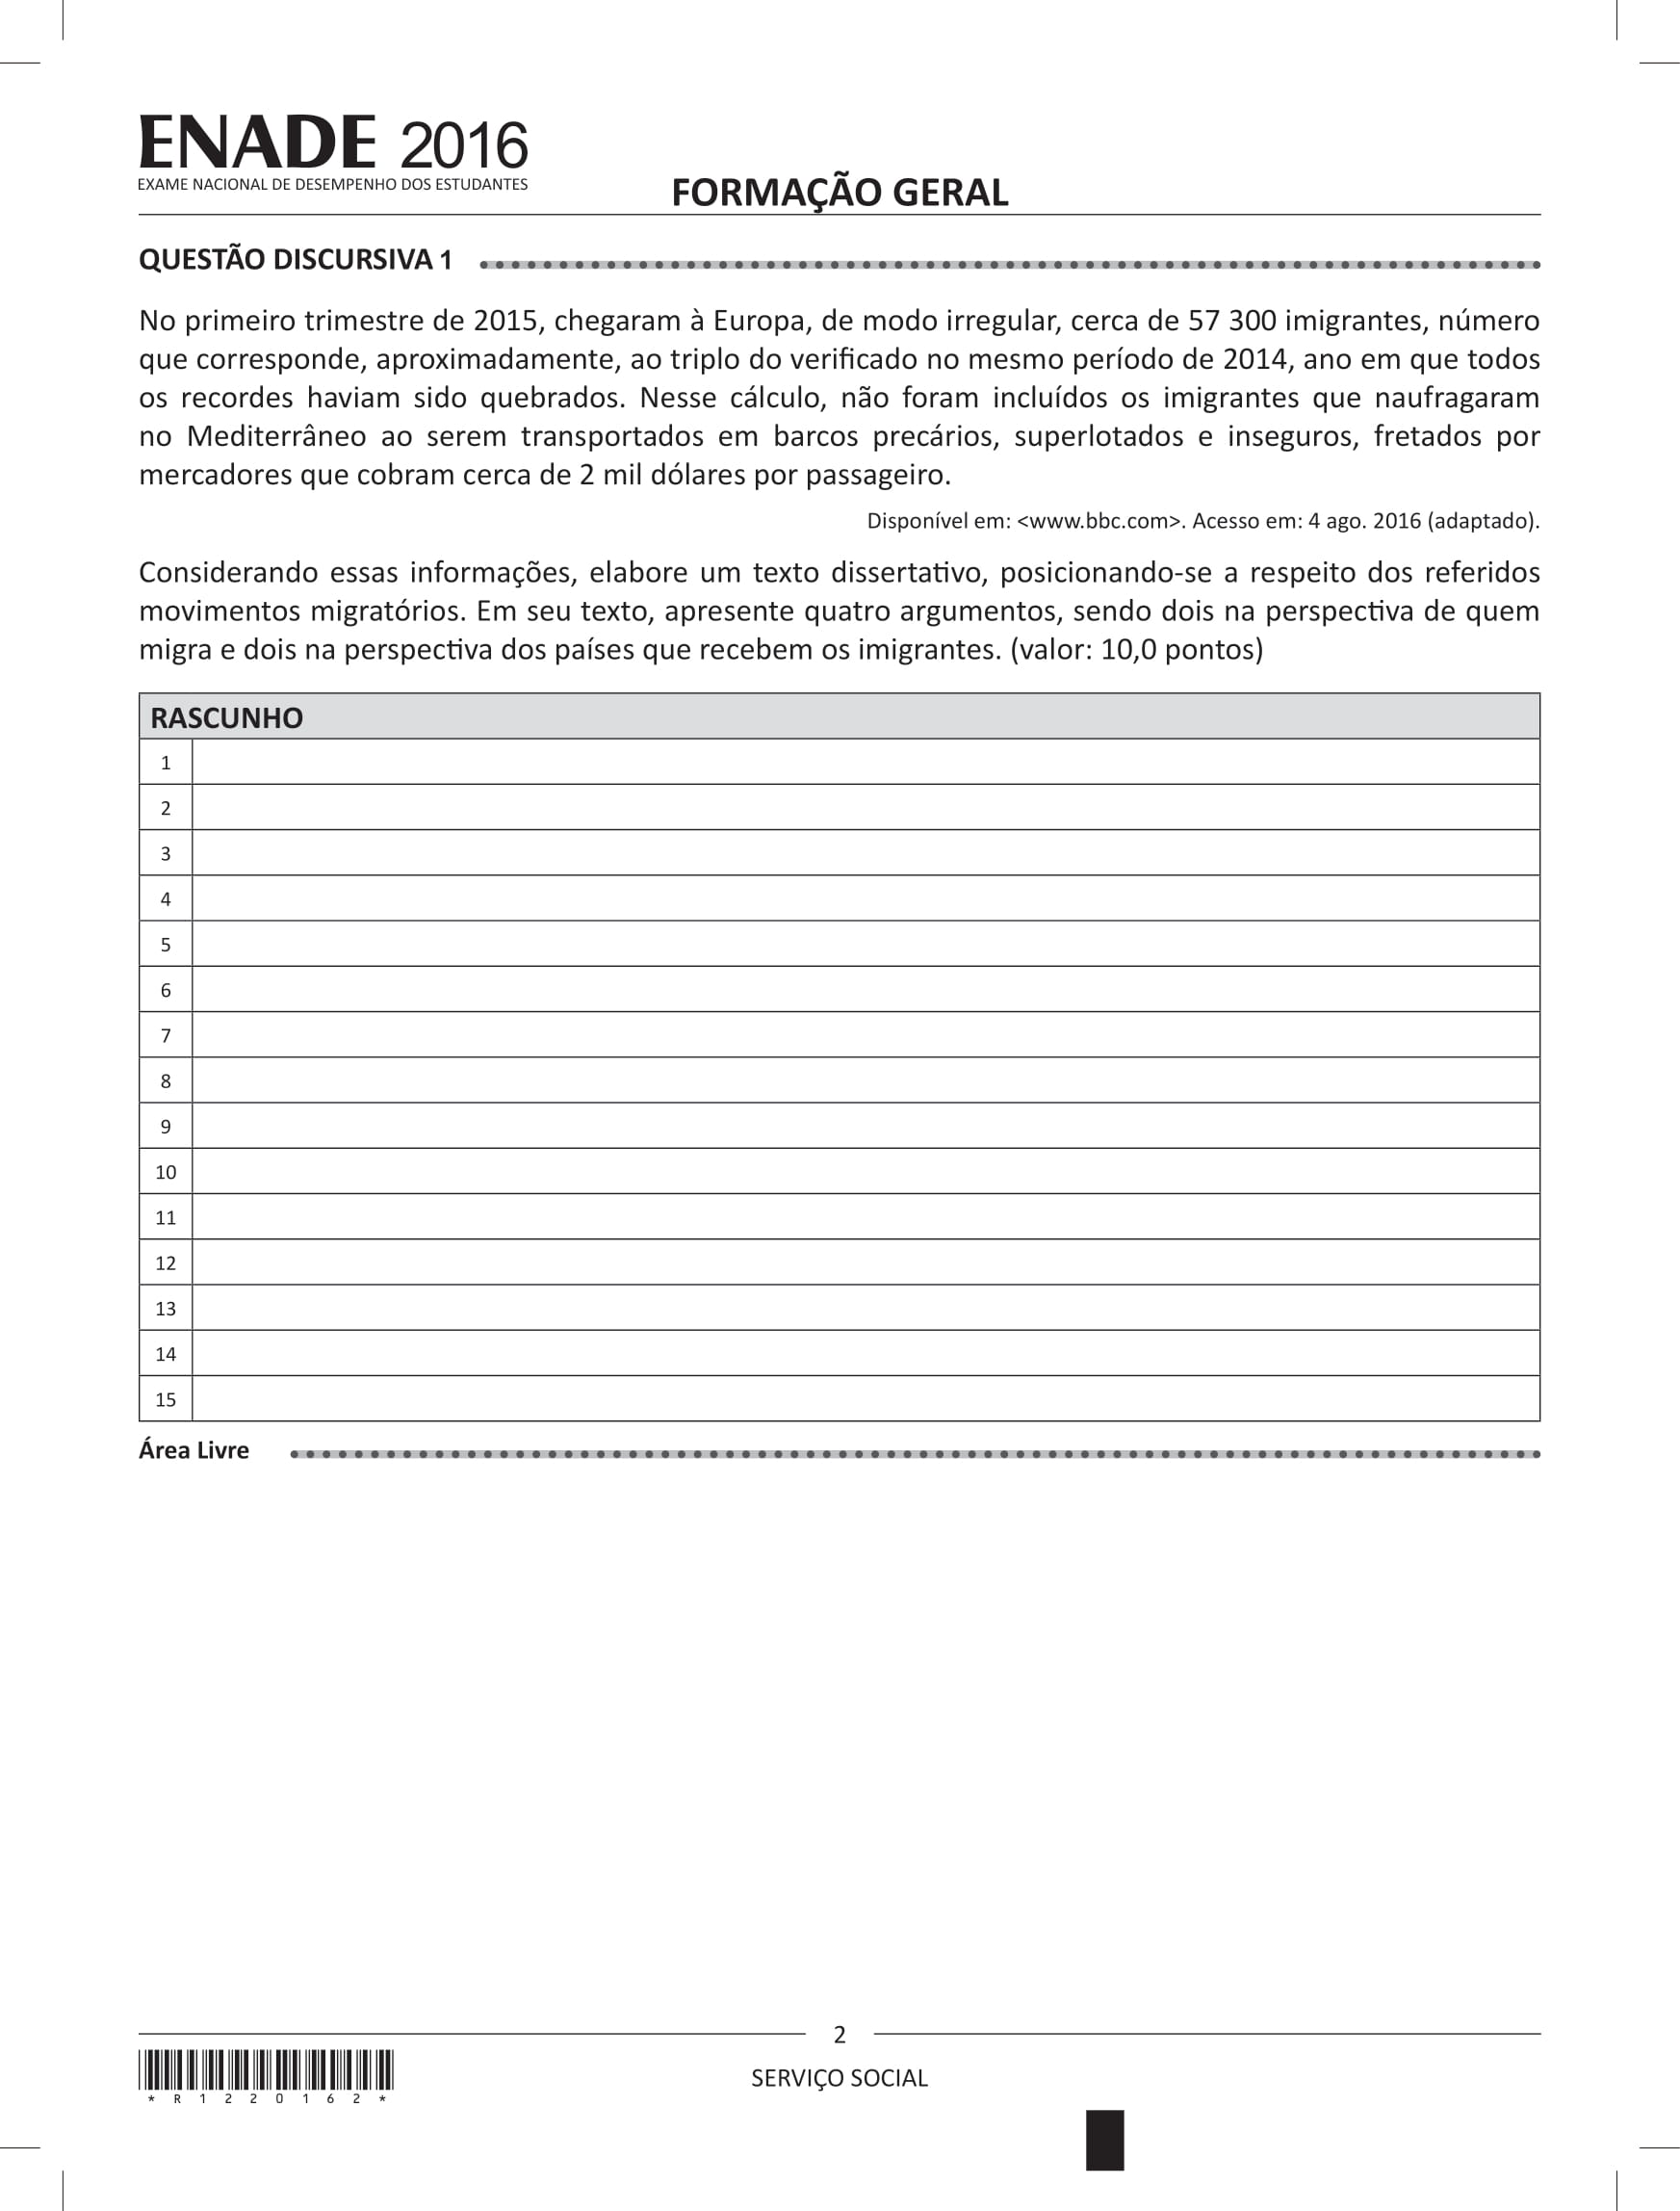 ENADE 2016
EXAME NACIONAL DE DESEMPENHO DOS ESTUDANTES
FORMAÇÃO GERAL
QUESTÃO DISCURSIVA 1
No primeiro trimestre de 2015, chegaram à Europa, de modo irregular, cerca de 57 300 imigrantes, número
que corresponde, aproximadamente, ao triplo do verificado no mesmo período de 2014, ano em que todos
os recordes haviam sido quebrados. Nesse cálculo, não foram incluídos os imigrantes que naufragaram
no Mediterrâneo ao serem transportados em barcos precários, superlotados e inseguros, fretados por
mercadores que cobram cerca de 2 mil dólares por passageiro.
Disponível em: <www.bbc.com>. Acesso em: 4 ago. 2016 (adaptado).
Considerando essas informações, elabore um texto dissertativo, posicionando-se a respeito dos referidos
movimentos migratórios. Em seu texto, apresente quatro argumentos, sendo dois na perspectiva de quem
migra e dois na perspectiva dos países que recebem os imigrantes. (valor: 10,0 pontos)
RASCUNHO
1
2
3
4
5
6
7
8
9
10
11
12
13
14
15
Área Livre
2
SERVIÇO SOCIAL
* R 1 2 2 0 1 6 2 *